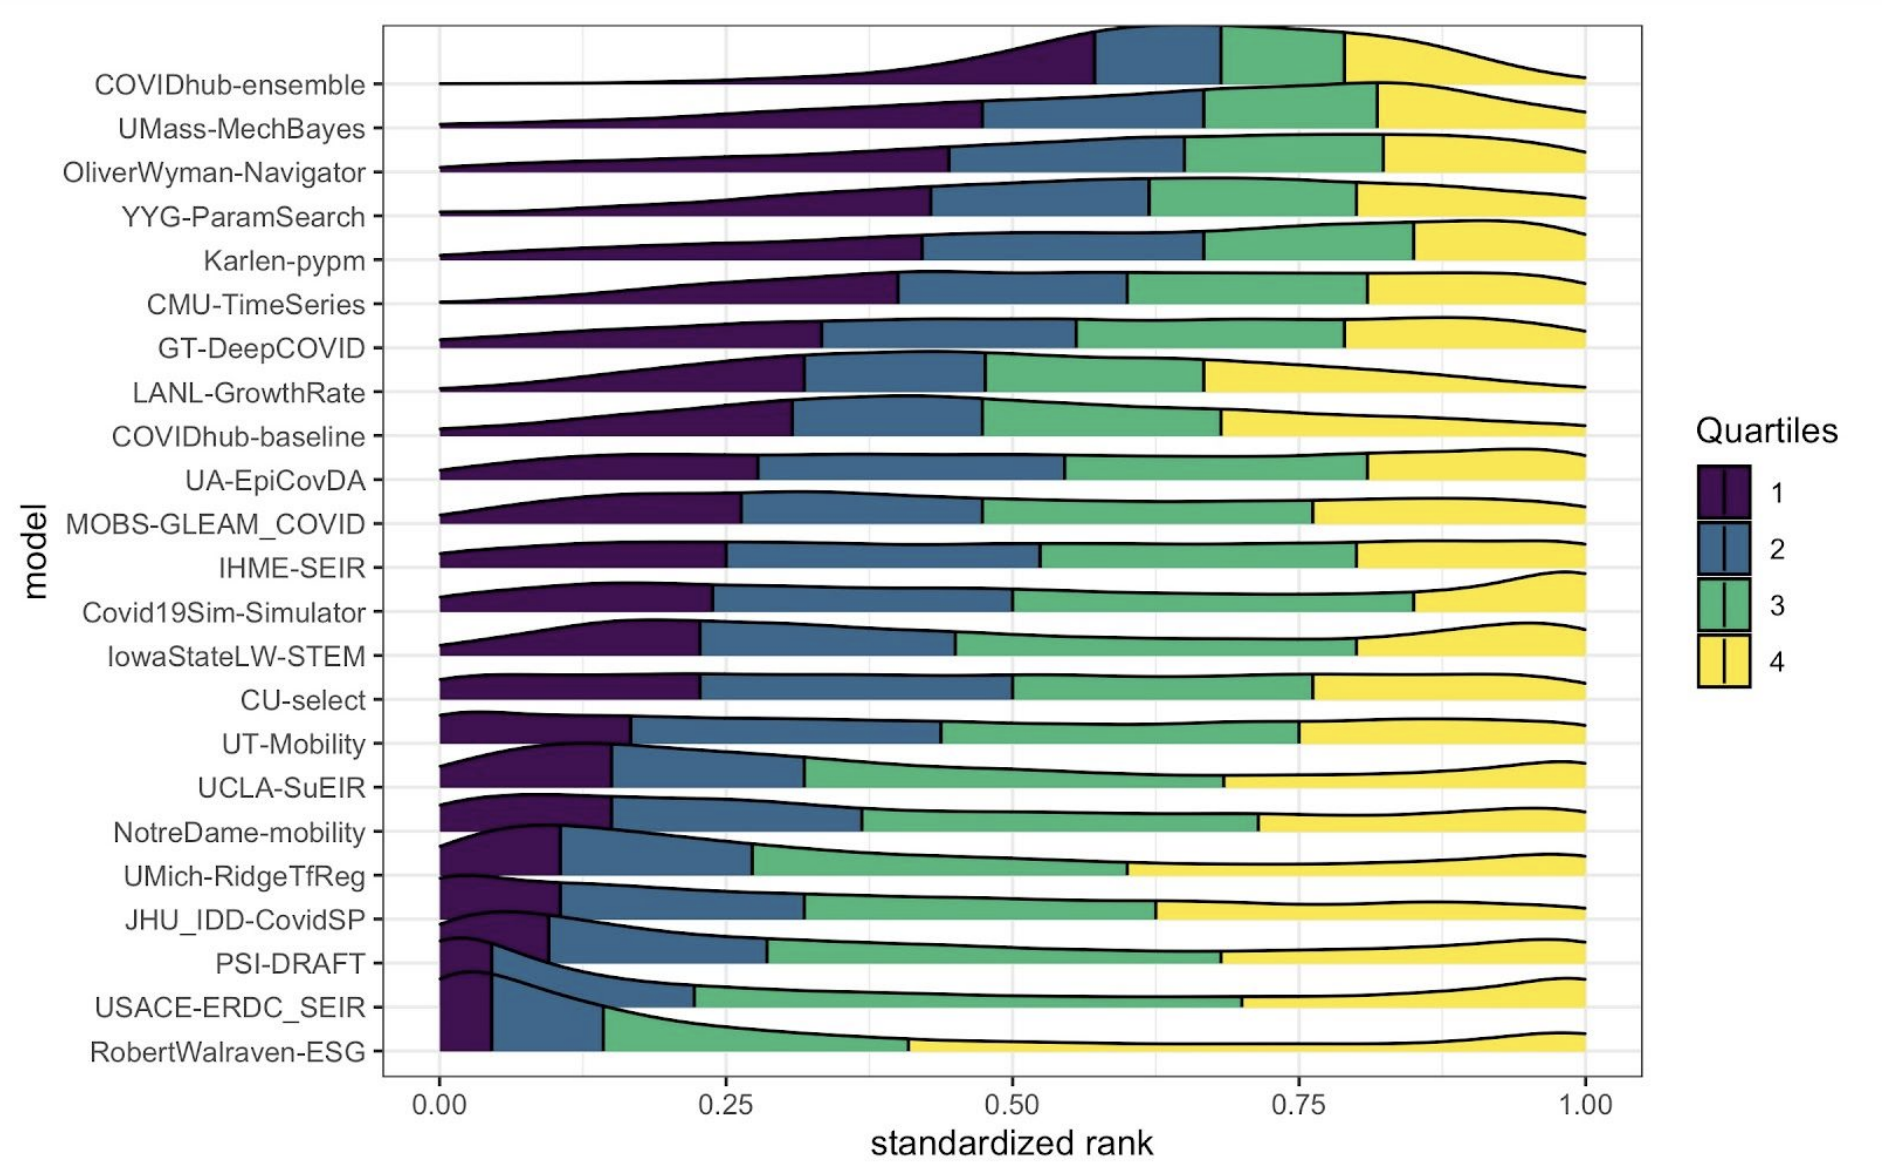 COVIDhub-ensemble
UMass-MechBayes
OliverWyman-Navigator
YYG-ParamSearch
Karlen-pypm
CMU-TimeSeries
GT-DeepCOVID
LANL-GrowthRate
COVIDhub-baseline
UA-EpiCovDA
MOBS-GLEAM_COVID
IHME-SEIR
Covid19Sim-Simulator
IowaStateLW-STEM
CU-select
UT-Mobility
UCLA-SuEIR
NotreDame-mobility
UMich-RidgeTfReg
JHU_IDD-CovidSP
PSI-DRAFT
USACE-ERDC_SEIR
RobertWalraven-ESG
model
0.00 0.25 0.50 0.75 1.00
standardized rank
Quartiles
1
2
3
4